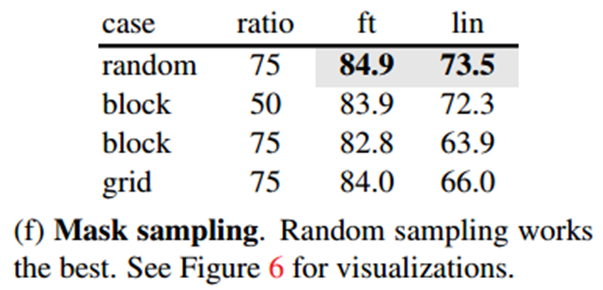 case ratio ft lin
random 75 84.9 73.5
block 50 83.9 72.3
block 75 82.8 63.9
grid 75 84.0 66.0
(f) Mask sampling. Random sampling works
the best. See Figure 6 for visualizations.